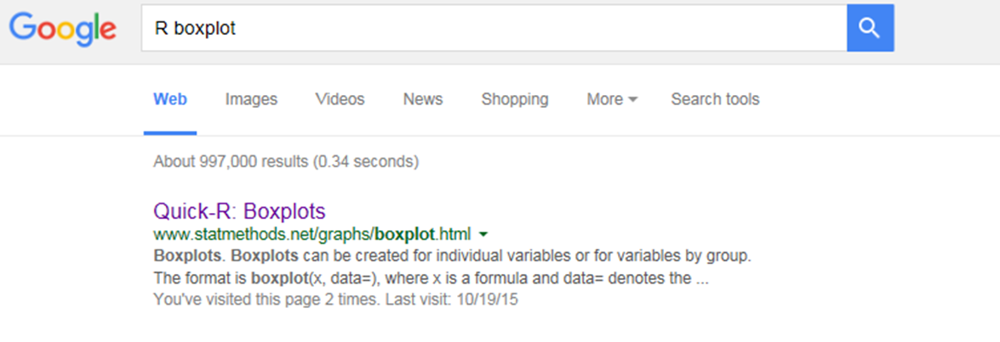 Google R boxplot
Web Images Videos News Shopping More Search tools
About 997,000 results (0.34 seconds)
Quick-R: Boxplots
www.statmethods.net/graphs/boxplot.html
Boxplots. Boxplots can be created for individual variables or for variables by group.
The format is boxplot(x, data=), where x is a formula and data= denotes the ...
You've visited this page 2 times. Last visit: 10/19/15